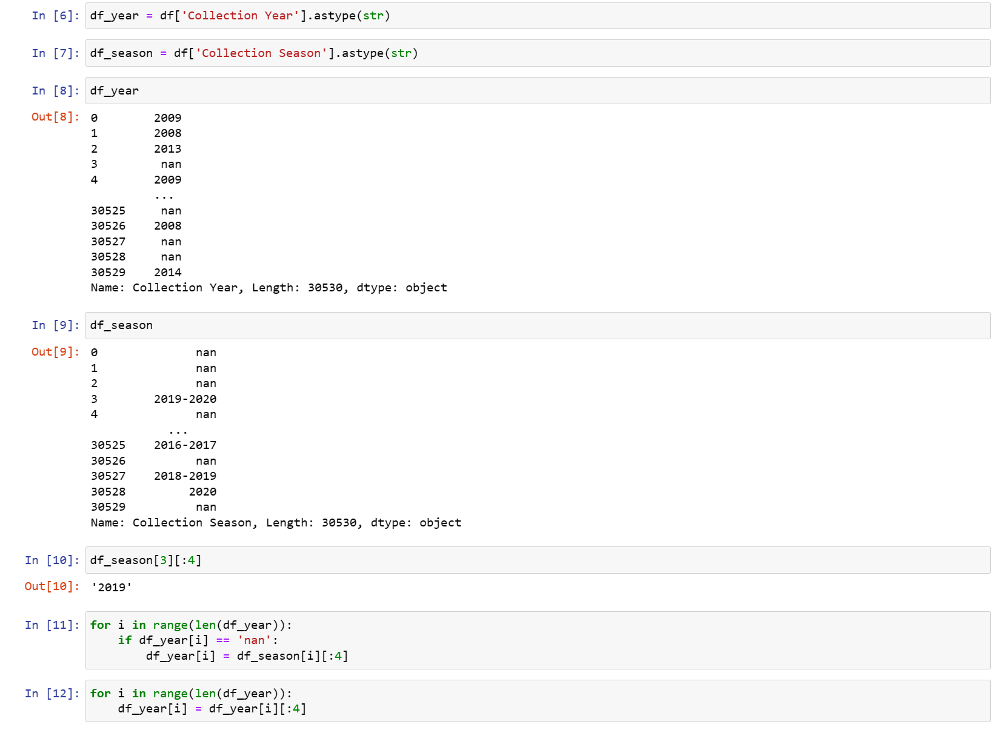 In [6]: df_year = df['Collection Year'].astype(str)
In [7]: df_season = df['Collection Season'].astype(str)
In [8]: df_year
Out[8]: 0        2009
1        2008
2        2013
3         nan
4        2009
         ...
30525     nan
30526    2008
30527     nan
30528     nan
30529    2014
Name: Collection Year, Length: 30530, dtype: object
In [9]: df_season
Out[9]: 0              nan
1              nan
2              nan
3        2019-2020
4              nan
           ...
30525    2016-2017
30526          nan
30527    2018-2019
30528         2020
30529          nan
Name: Collection Season, Length: 30530, dtype: object
In [10]: df_season[3][:4]
Out[10]: '2019'
In [11]: for i in range(len(df_year)):
    if df_year[i] == 'nan':
        df_year[i] = df_season[i][:4]
In [12]: for i in range(len(df_year)):
    df_year[i] = df_year[i][:4]